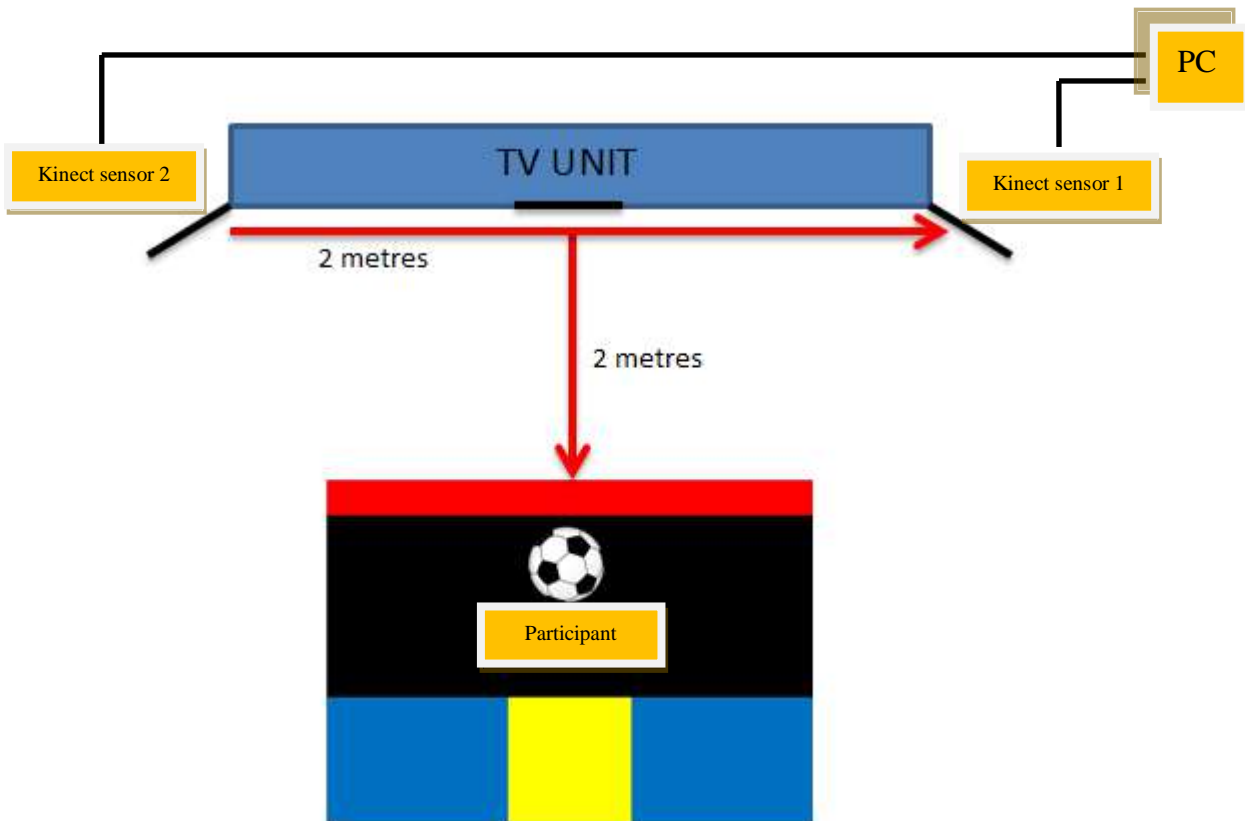 PC
TV UNIT
Kinect sensor 2
Kinect sensor 1
2 metres
2 metres
Participant